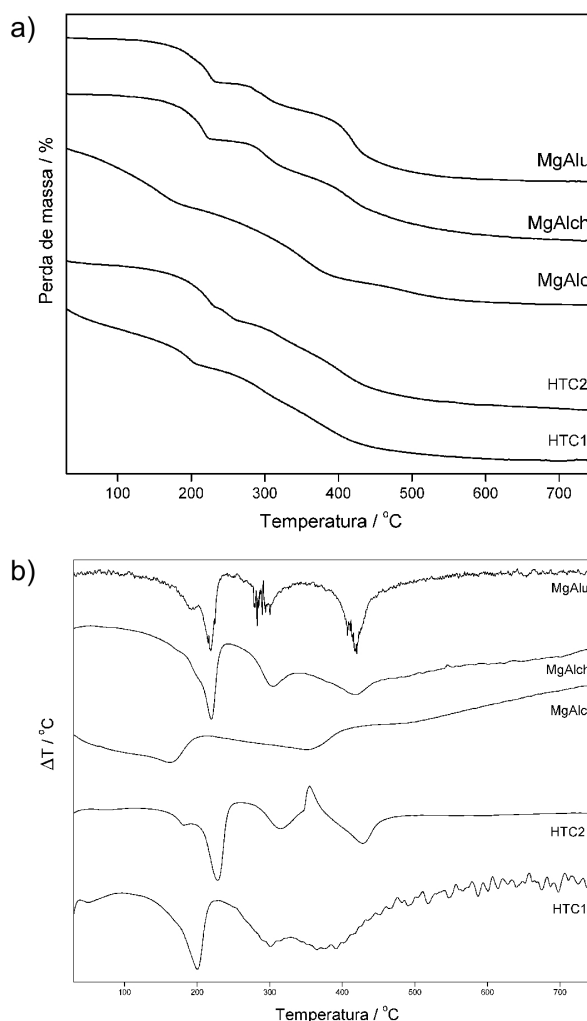 a)
MgAlu
MgAlch
MgAlc
HTC2
HTC1
Perda de massa / %
100 200 300 400 500 600 700
Temperatura / °C
b)
MgAlu
MgAlch
MgAlc
HTC2
HTC1
ΔT / °C
100 200 300 400 500 600 700
Temperatura / °C